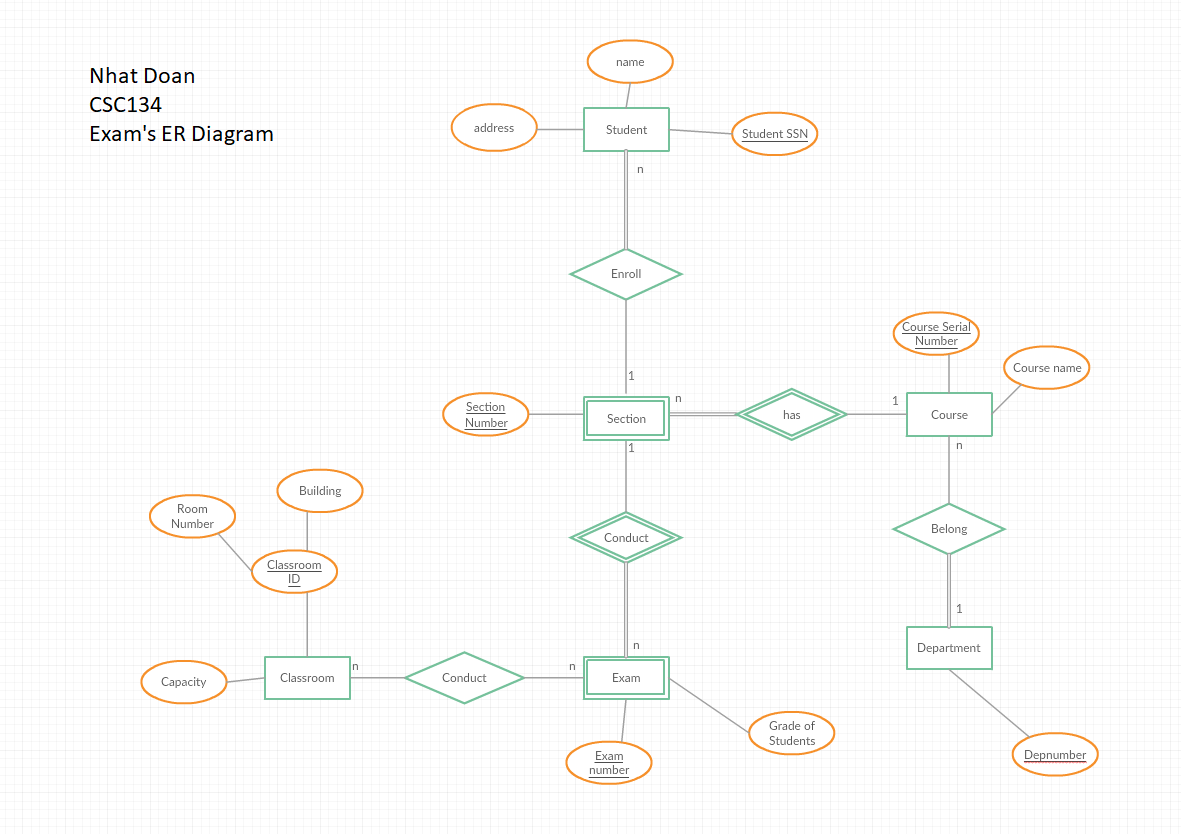 Nhat Doan
CSC134
Exam's ER Diagram
name
address
Student
Student SSN
n
Enroll
1
Course Serial
Number
Course name
Section
Number
n
Section
has
1
Course
1
n
Building
Room
Number
Conduct
Belong
Classroom
ID
1
n
Department
Capacity
Classroom
n
Conduct
n
Exam
Grade of
Students
Exam
number
Depnumber